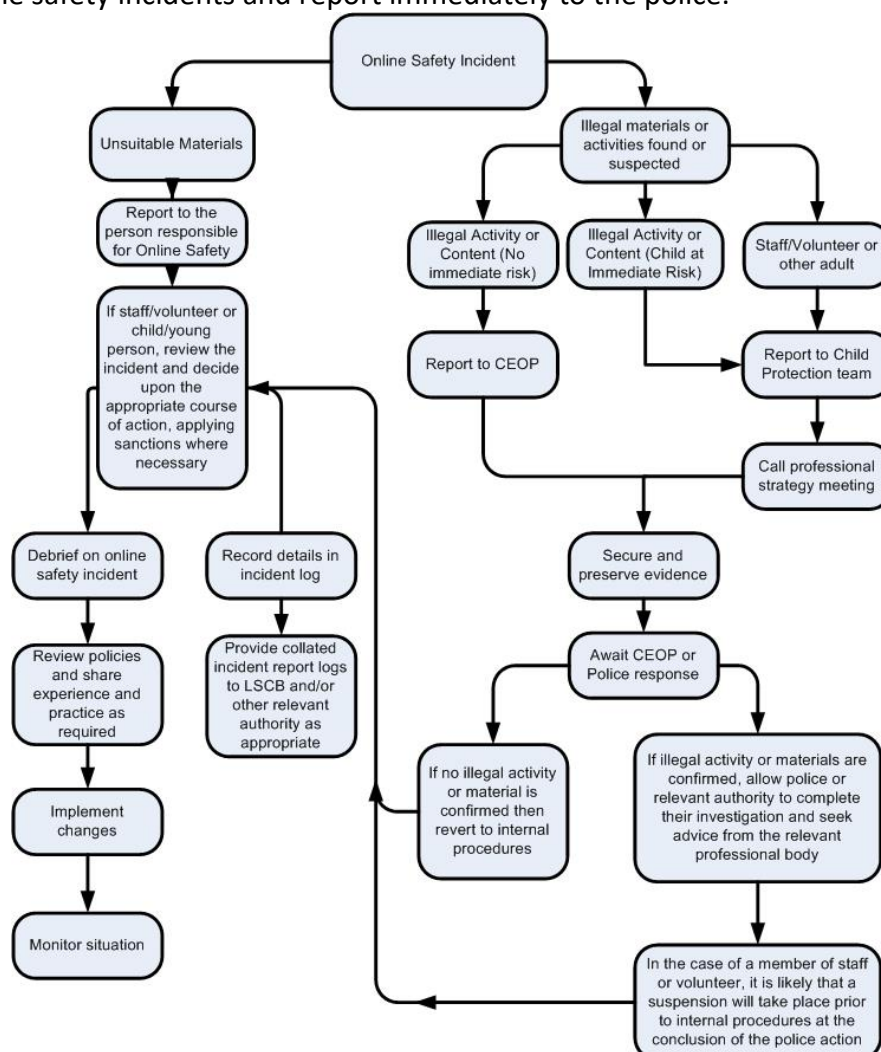 ne safety incidents and report immediately to the police.
Online Safety Incident
Unsuitable Materials
Illegal materials or
activities found or
suspected
Report to the
person responsible
for Online Safety
Illegal Activity or
Content (No
immediate risk)
Illegal Activity or
Content (Child at
Immediate Risk)
Staff/Volunteer or
other adult
If staff/volunteer or
child/young
person, review the
incident and decide
upon the
appropriate course
of action, applying
sanctions where
necessary
Report to CEOP
Report to Child
Protection team
Call professional
strategy meeting
Debrief on online
safety incident
Record details in
incident log
Secure and
preserve evidence
Review policies
and share
experience and
practice as
required
Provide collated
incident report logs
to LSCB and/or
other relevant
authority as
appropriate
Await CEOP or
Police response
If no illegal activity
or material is
confirmed then
revert to internal
procedures
If illegal activity or materials are
confirmed, allow police or
relevant authority to complete
their investigation and seek
advice from the relevant
professional body
Implement
changes
Monitor situation
In the case of a member of staff
or volunteer, it is likely that a
suspension will take place prior
to internal procedures at the
conclusion of the police action